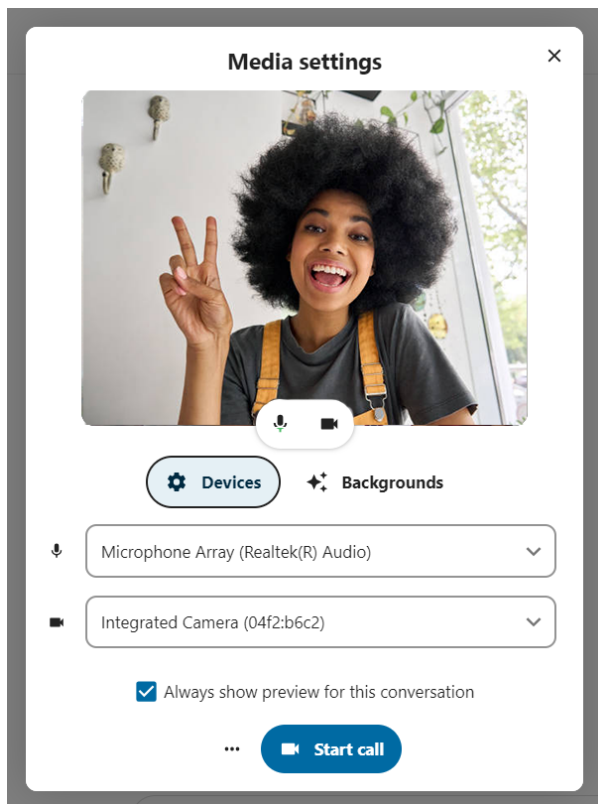 Media settings
Devices
Backgrounds
Microphone Array (Realtek(R) Audio)
Integrated Camera (04f2:b6c2)
Always show preview for this conversation
Start call